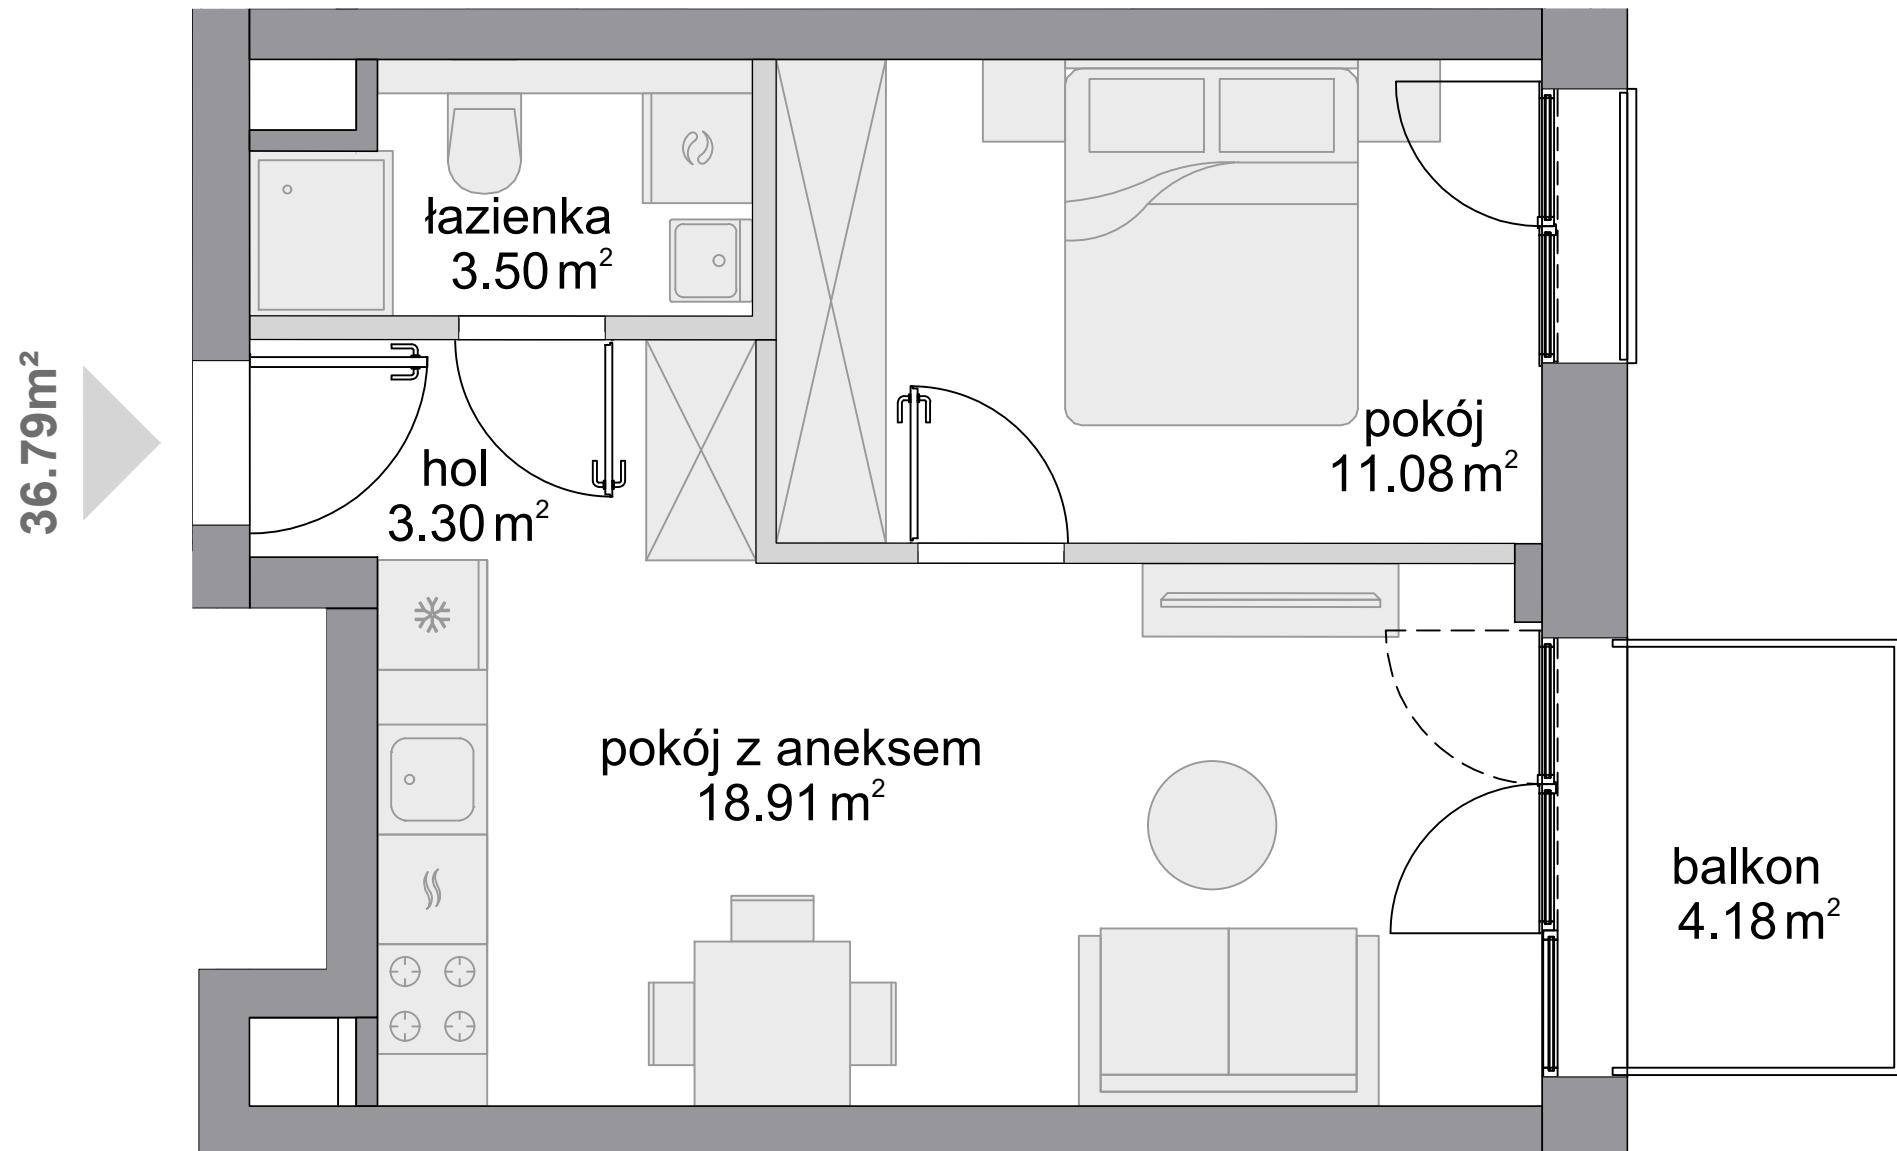 36.79m²
łazienka
3.50 m²
pokój
11.08 m²
hol
3.30 m²
pokój z aneksem
18.91 m²
balkon
4.18 m²